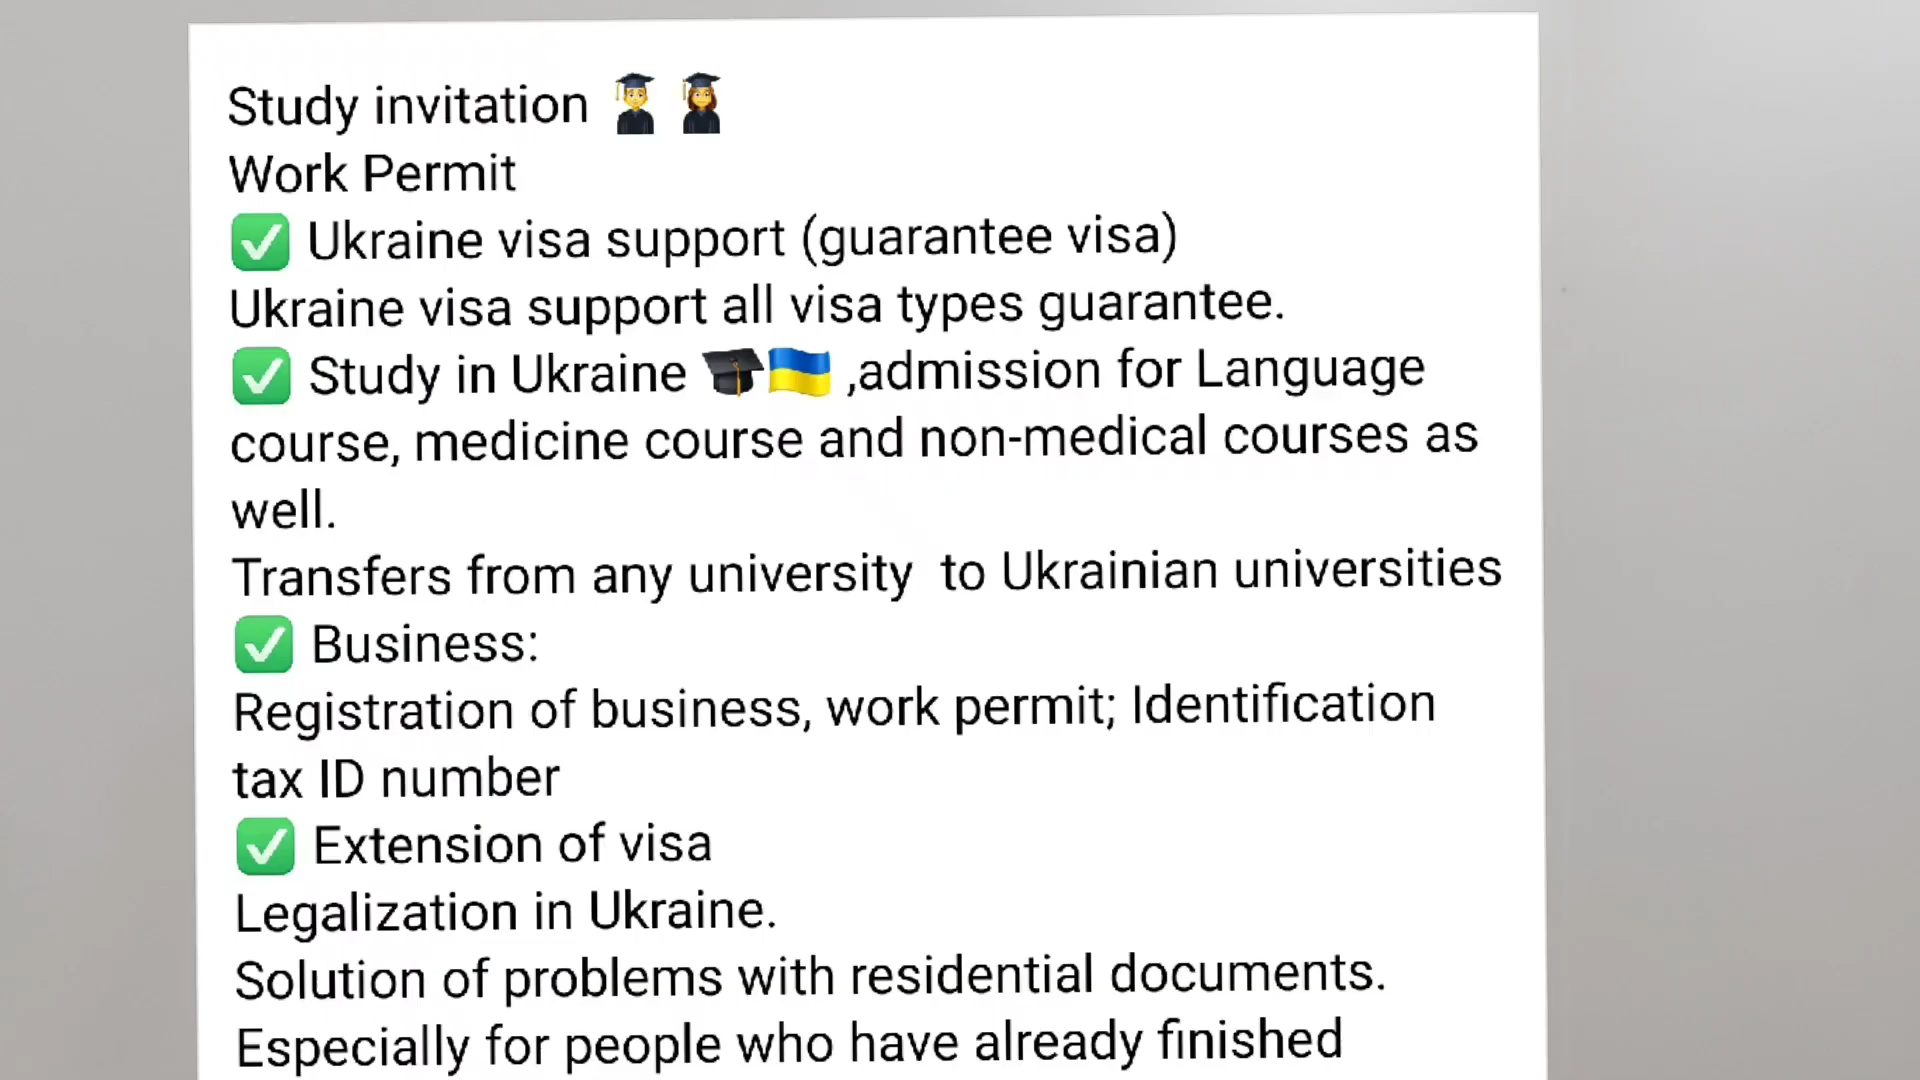 Study invitation 👨‍🎓 👩‍🎓
Work Permit
✅ Ukraine visa support (guarantee visa)
Ukraine visa support all visa types guarantee.
✅ Study in Ukraine 🎓🇺🇦 ,admission for Language
course, medicine course and non-medical courses as
well.
Transfers from any university  to Ukrainian universities
✅ Business:
Registration of business, work permit; Identification
tax ID number
✅ Extension of visa
Legalization in Ukraine.
Solution of problems with residential documents.
Especially for people who have already finished